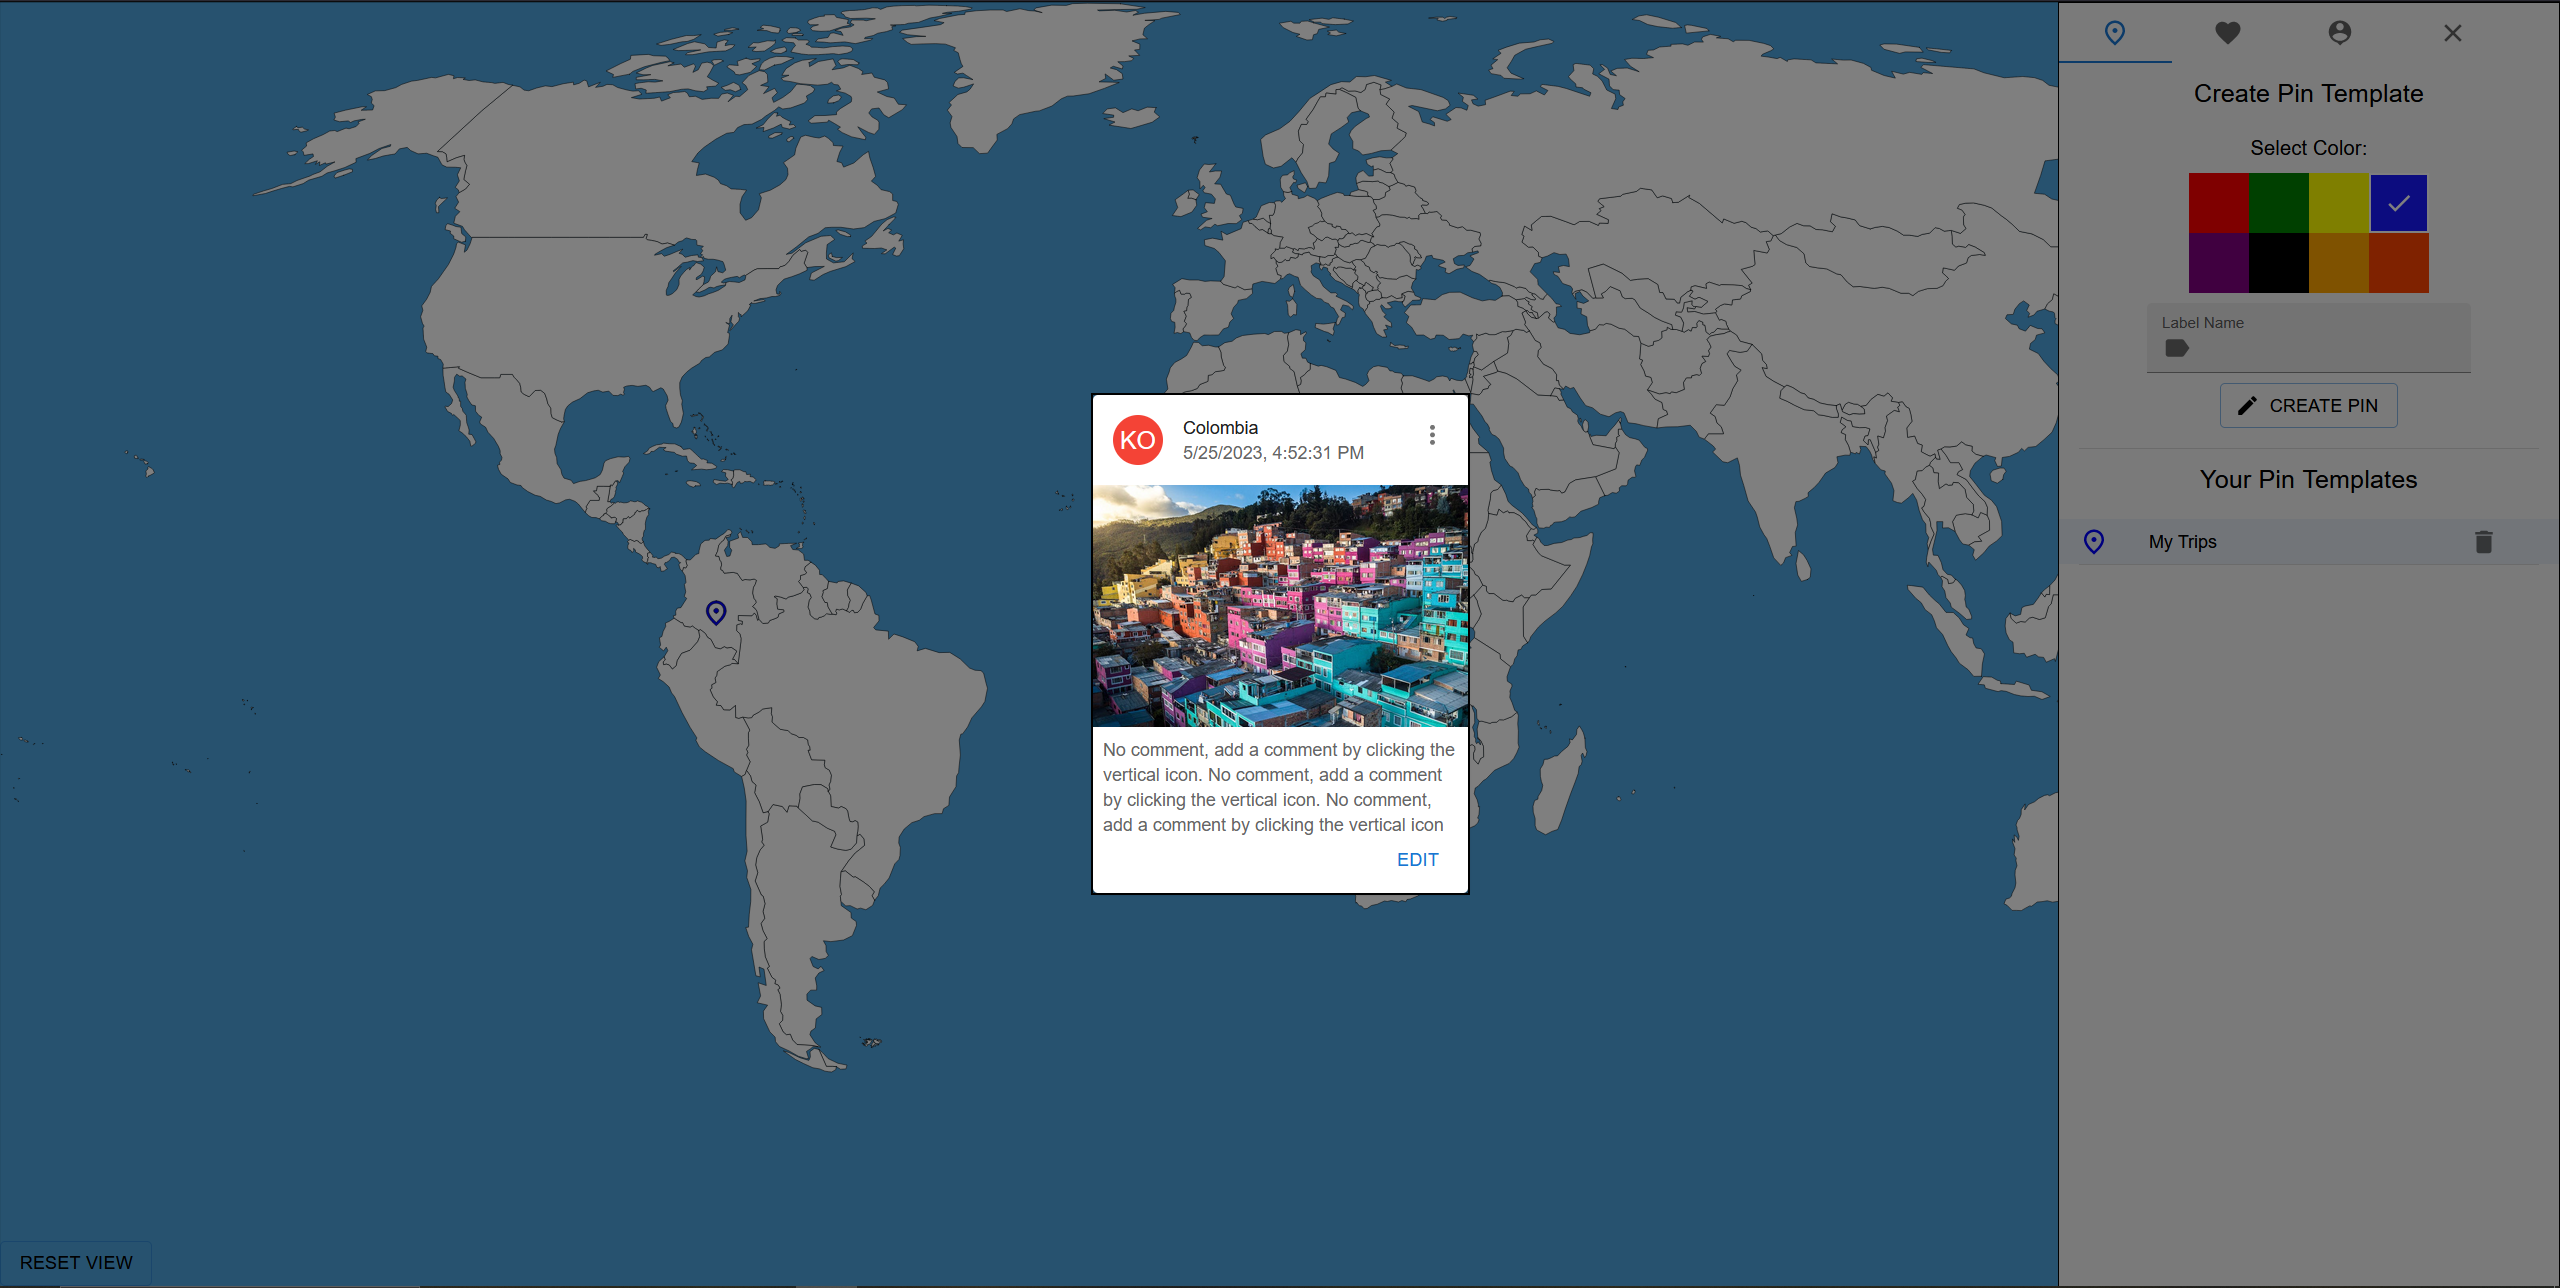 Create Pin Template
Select Color:
Label Name
CREATE PIN
Your Pin Templates
My Trips
KO
Colombia
5/25/2023, 4:52:31 PM
No comment, add a comment by clicking the
vertical icon. No comment, add a comment
by clicking the vertical icon. No comment,
add a comment by clicking the vertical icon
EDIT
RESET VIEW